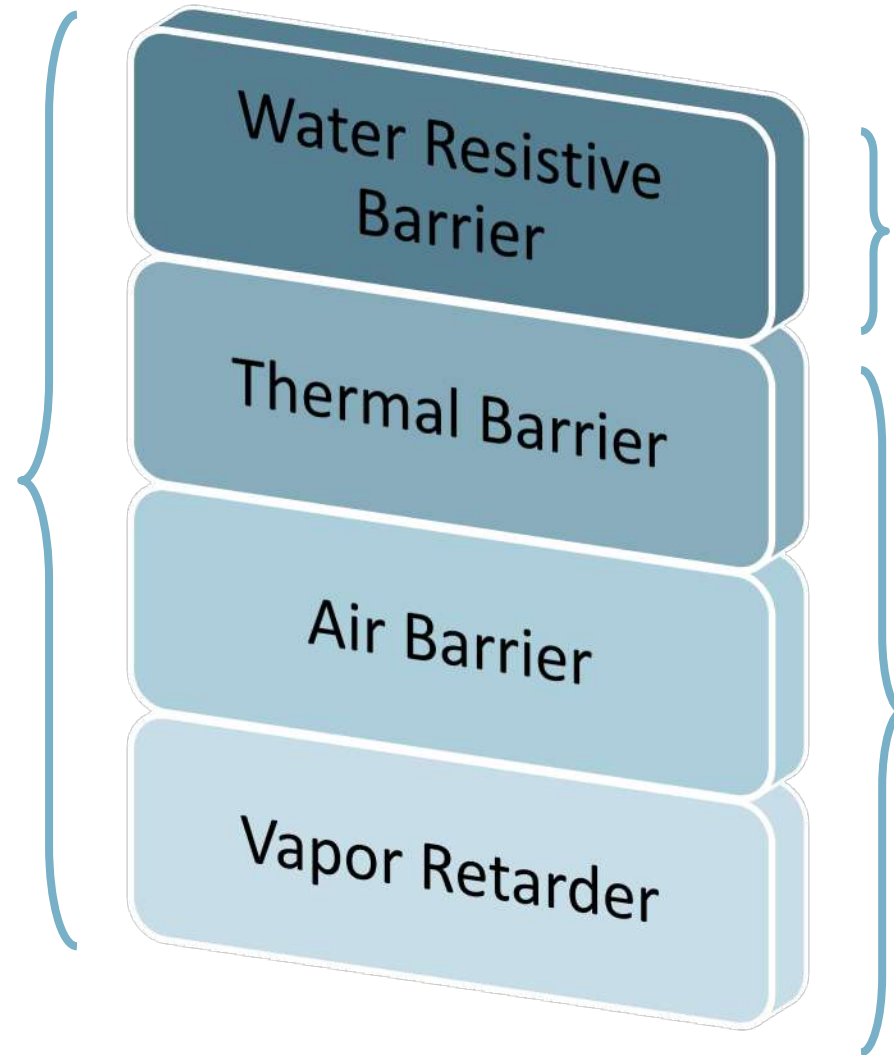 Water Resistive
Barrier
Thermal Barrier
Air Barrier
Vapor Retarder